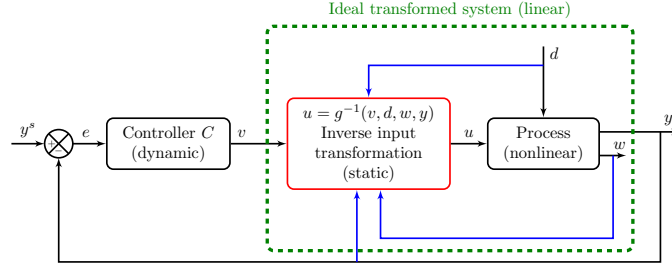 Ideal transformed system (linear)
d
y^s
+
−
e
Controller C
(dynamic)
v
u = g^{-1}(v, d, w, y)
Inverse input
transformation
(static)
u
Process
(nonlinear)
y
w